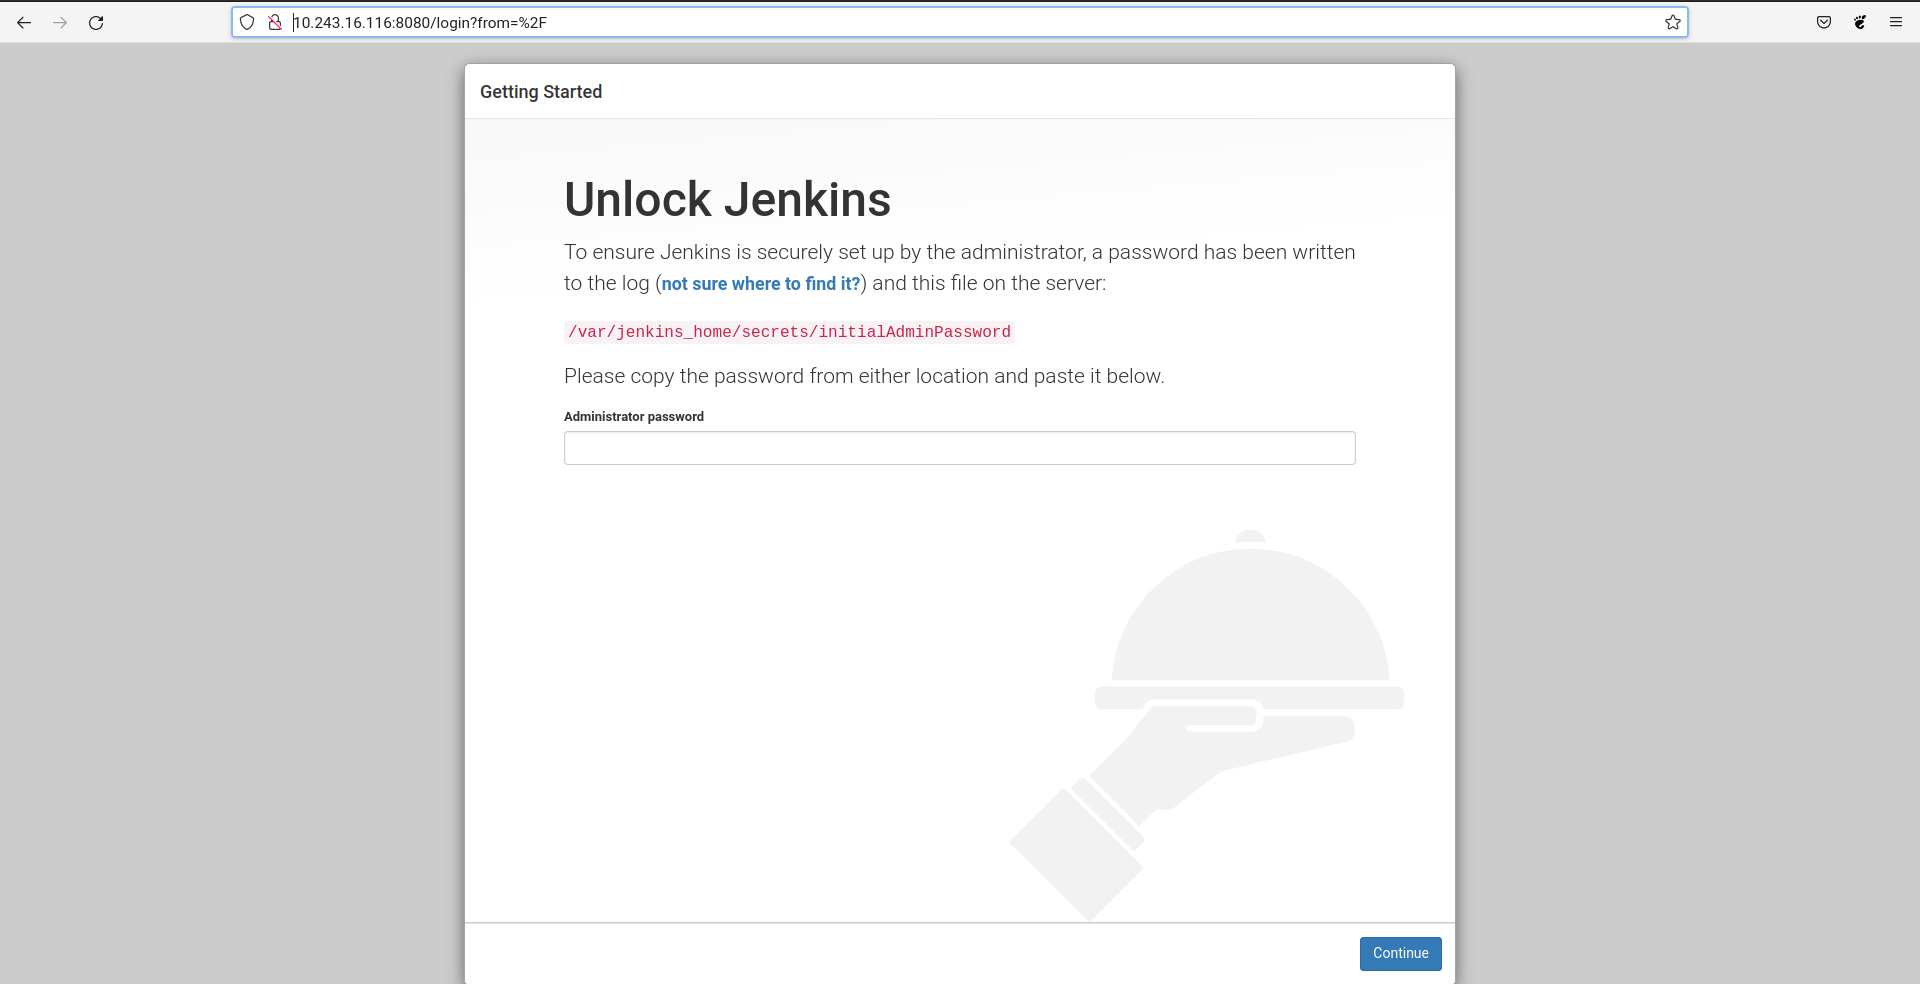 10.243.16.116:8080/login?from=%2F
Getting Started
Unlock Jenkins
To ensure Jenkins is securely set up by the administrator, a password has been written
to the log (not sure where to find it?) and this file on the server:
/var/jenkins_home/secrets/initialAdminPassword
Please copy the password from either location and paste it below.
Administrator password
Continue